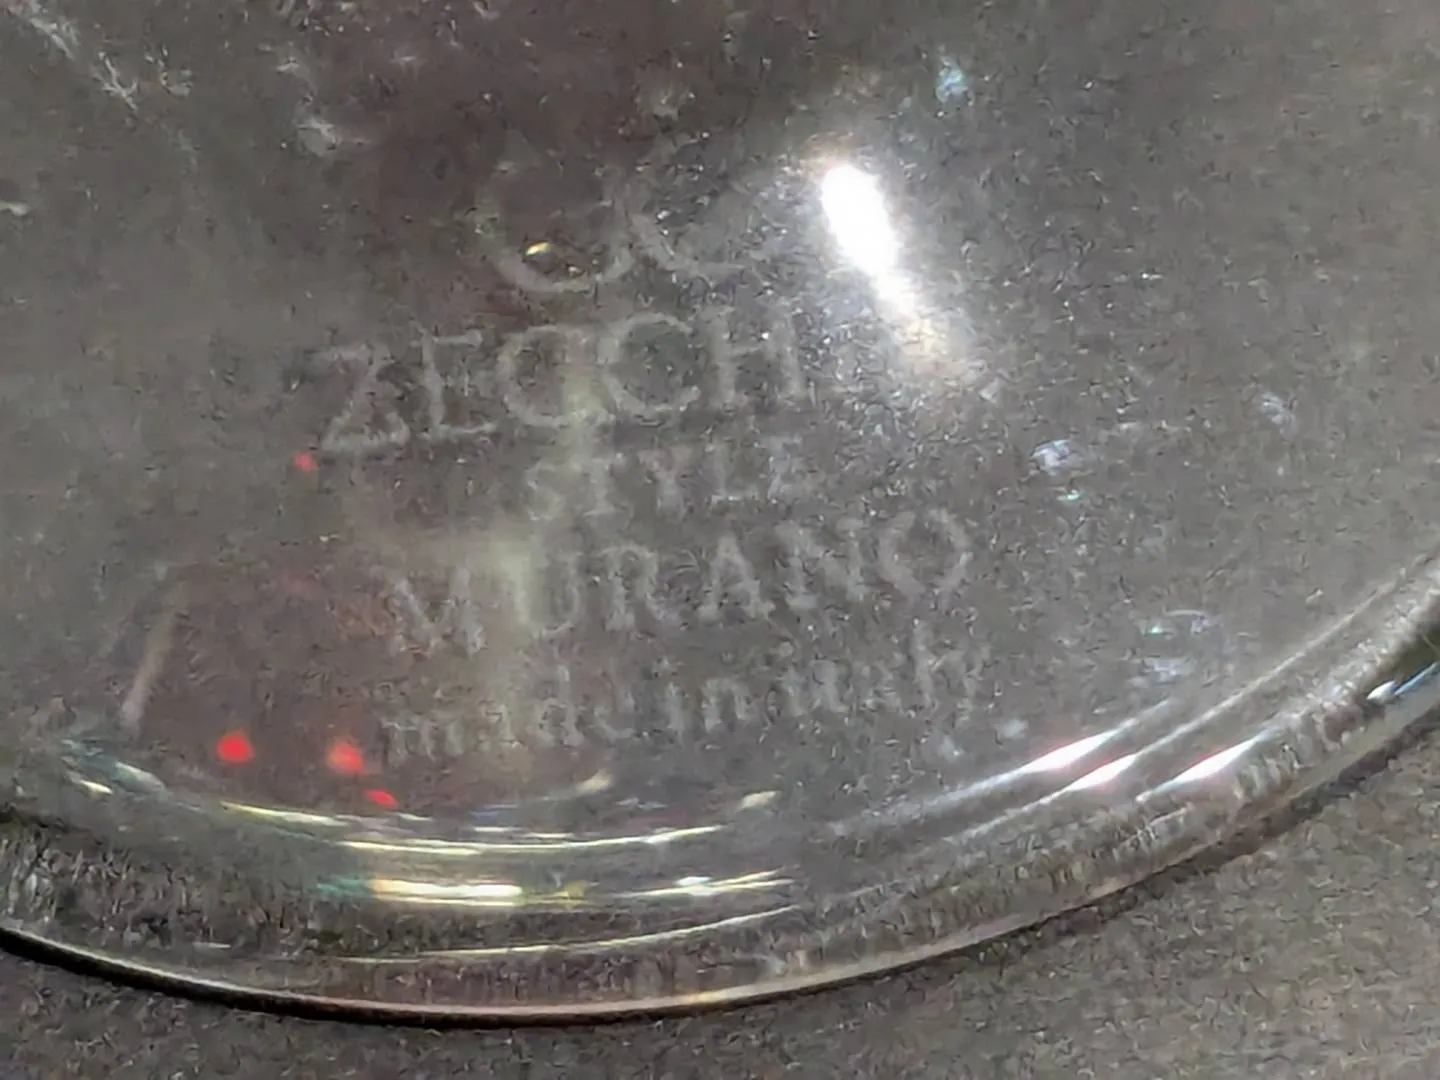 ZECCHI
STYLE
MURANO
made in italy